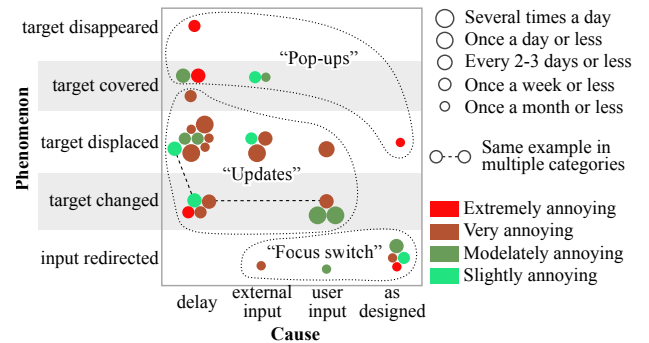 Phenomenon
target disappeared
target covered
target displaced
target changed
input redirected
“Pop-ups”
“Updates”
“Focus switch”
delay
external
input
user
input
as
designed
Cause
Several times a day
Once a day or less
Every 2-3 days or less
Once a week or less
Once a month or less
Same example in
multiple categories
Extremely annoying
Very annoying
Modelately annoying
Slightly annoying